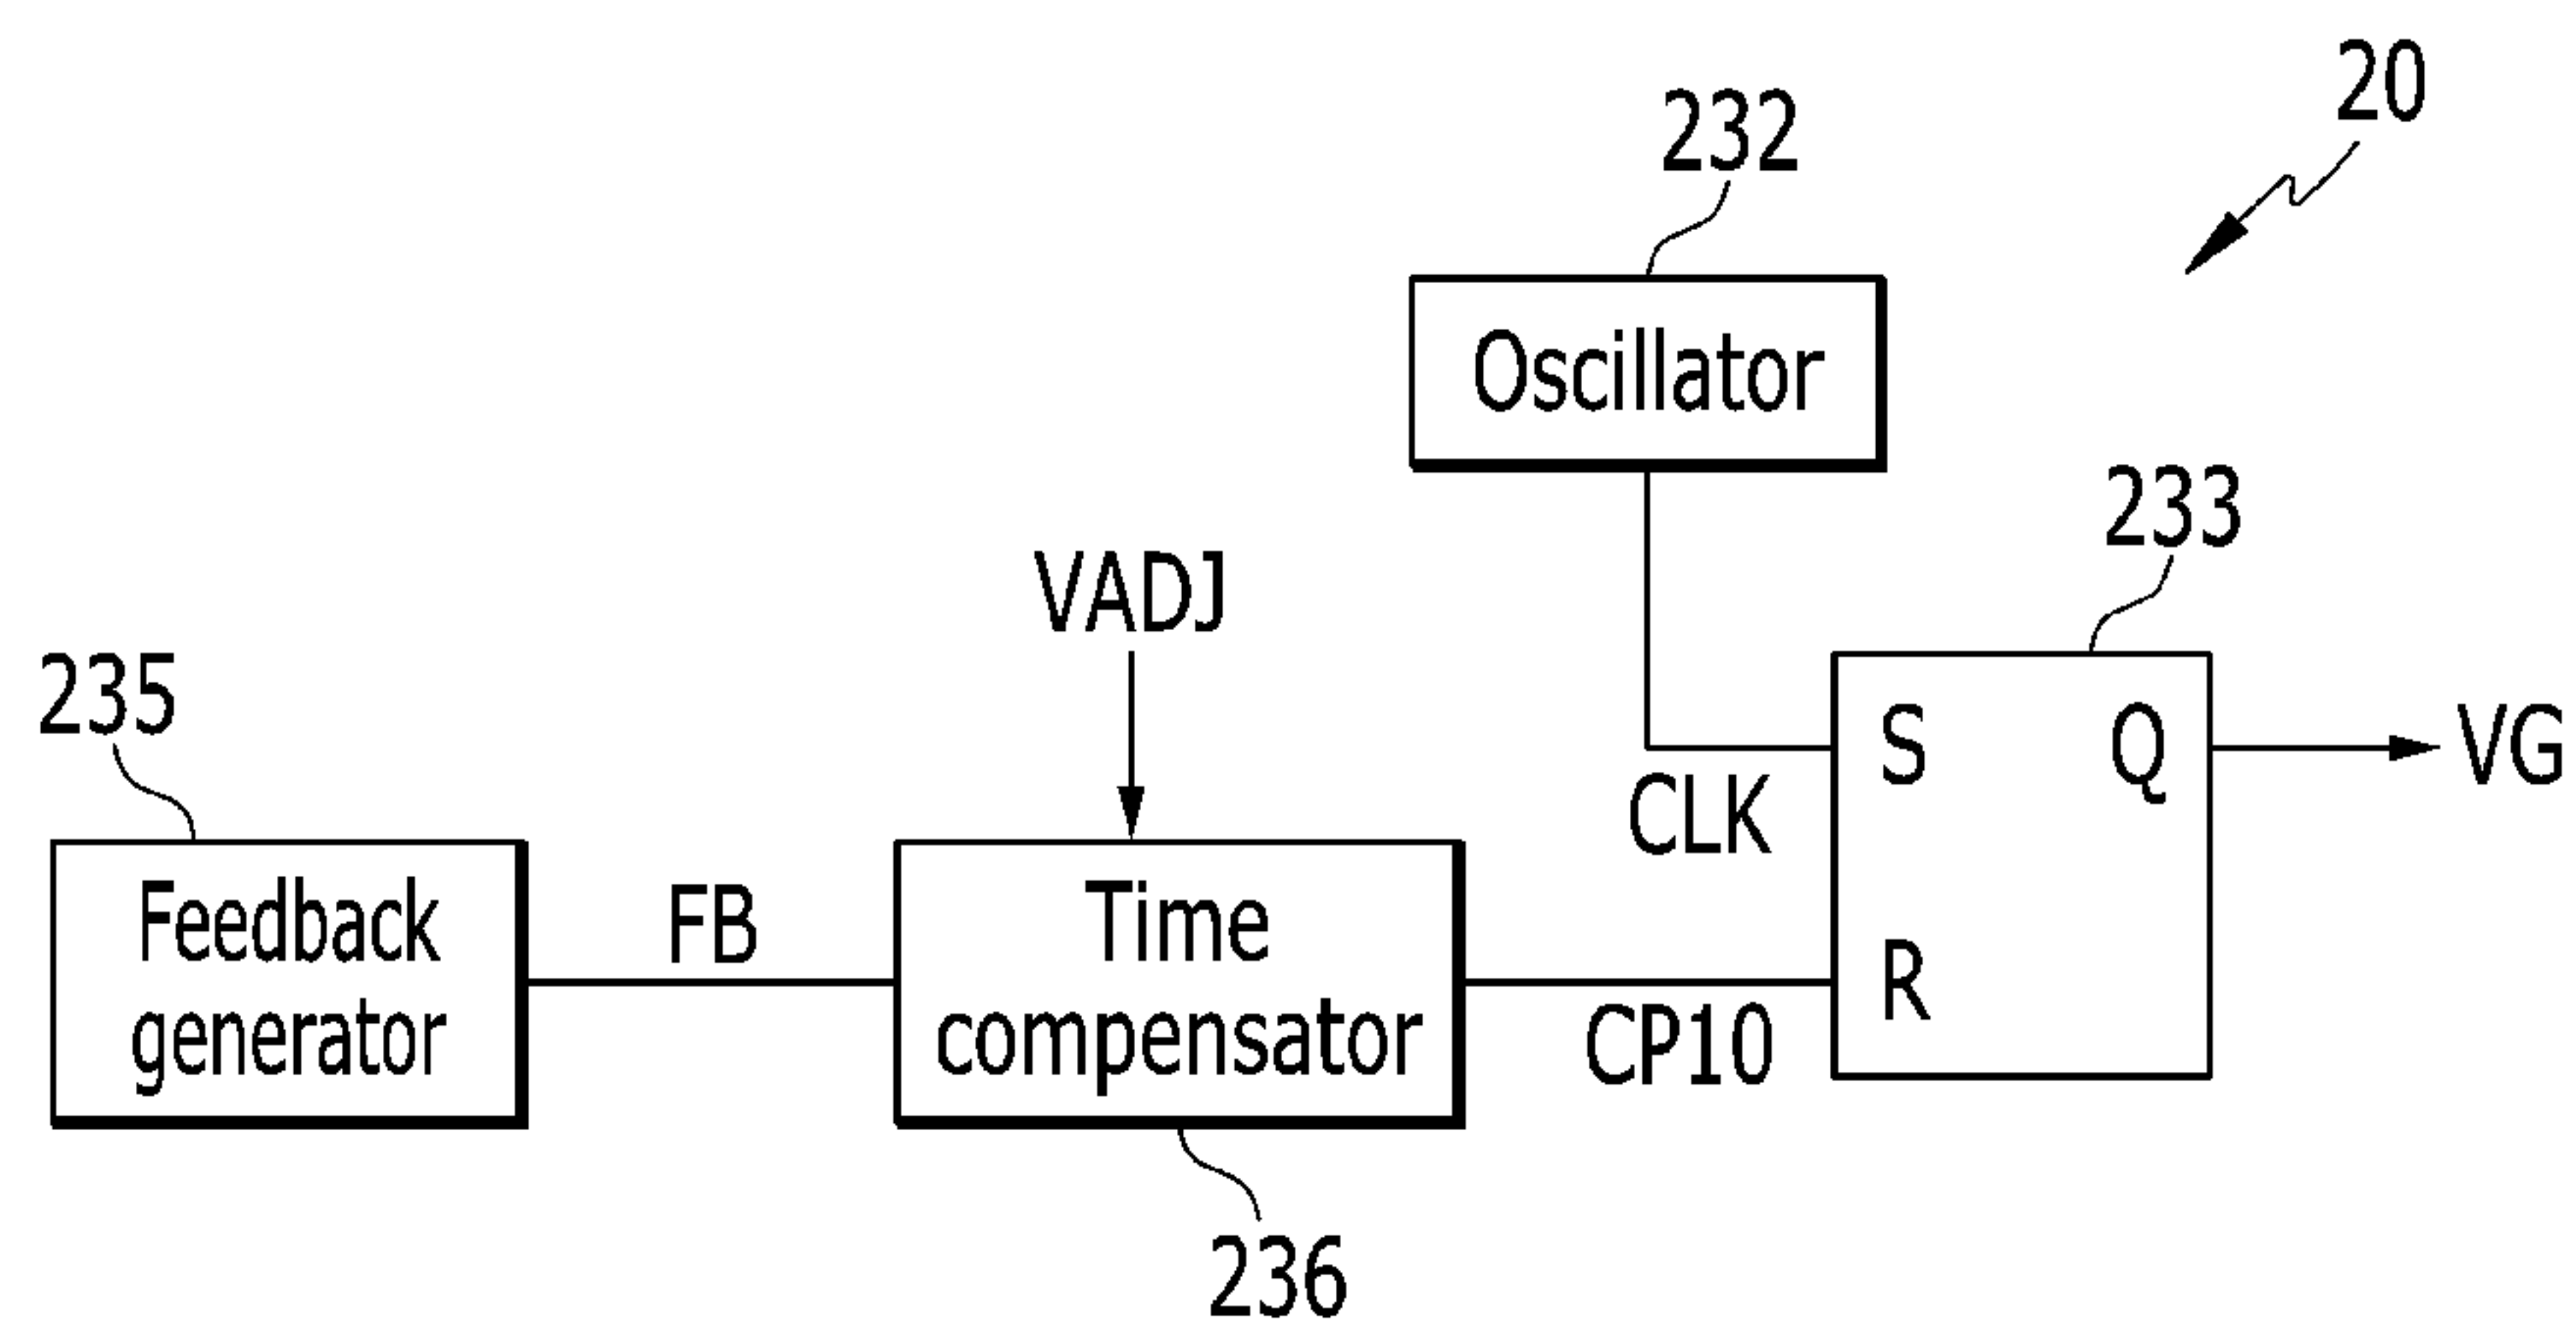 20
232
Oscillator
233
VADJ
235
S
Q
VG
CLK
Feedback
generator
FB
Time
compensator
R
CP10
236